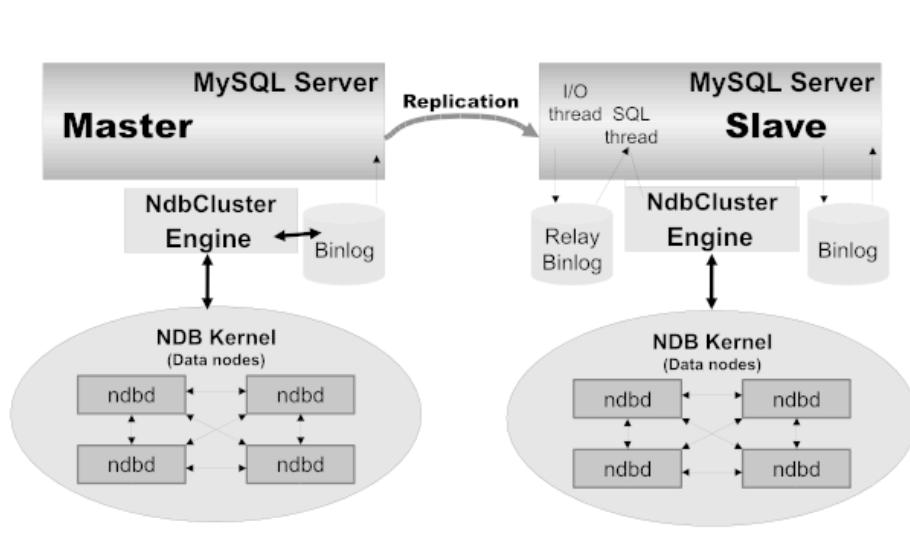 MySQL Server
Master
Replication
MySQL Server
I/O
thread
SQL
thread
Slave
NdbCluster
Engine
Binlog
Relay
Binlog
NdbCluster
Engine
Binlog
NDB Kernel
(Data nodes)
ndbd
ndbd
ndbd
ndbd
NDB Kernel
(Data nodes)
ndbd
ndbd
ndbd
ndbd